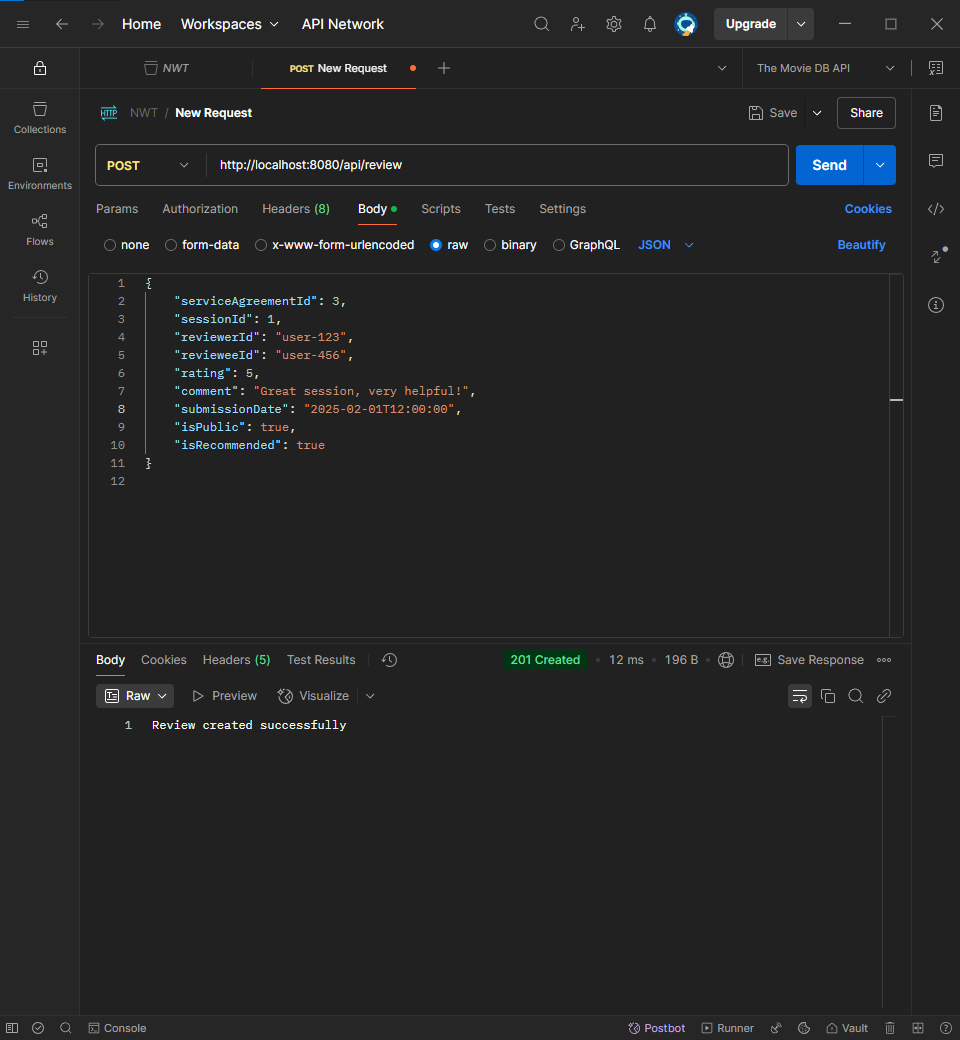 Home Workspaces API Network Upgrade
NWT POST New Request The Movie DB API
HTTP NWT / New Request Save Share
Collections
POST http://localhost:8080/api/review Send
Environments
Params Authorization Headers (8) Body Scripts Tests Settings Cookies
Flows
none form-data x-www-form-urlencoded raw binary GraphQL JSON Beautify
History
1 {
2 "serviceAgreementId": 3,
3 "sessionId": 1,
4 "reviewerId": "user-123",
5 "revieweeId": "user-456",
6 "rating": 5,
7 "comment": "Great session, very helpful!",
8 "submissionDate": "2025-02-01T12:00:00",
9 "isPublic": true,
10 "isRecommended": true
11 }
12
Body Cookies Headers (5) Test Results 201 Created 12 ms 196 B e.g. Save Response
Raw Preview Visualize
1 Review created successfully
Console Postbot Runner Vault